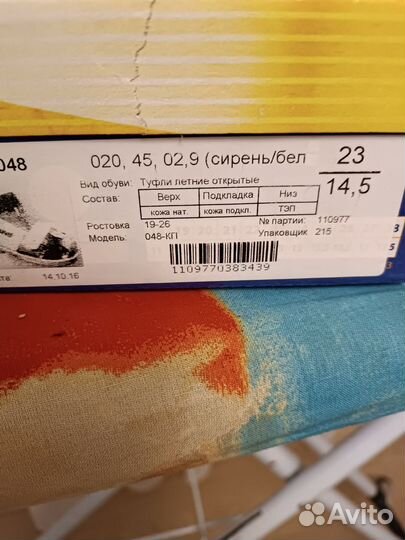 048
020, 45, 02,9 (сирень/бел
23
14,5
Вид обуви: Туфли летние открытые
Состав:
Верх Подкладка Низ
кожа нат. кожа подкл. ТЭП
Ростовка 19-26
№ партии: 110977
Модель: 048-КП
Упаковщик 215
14.10.16
1109770383439
Avito